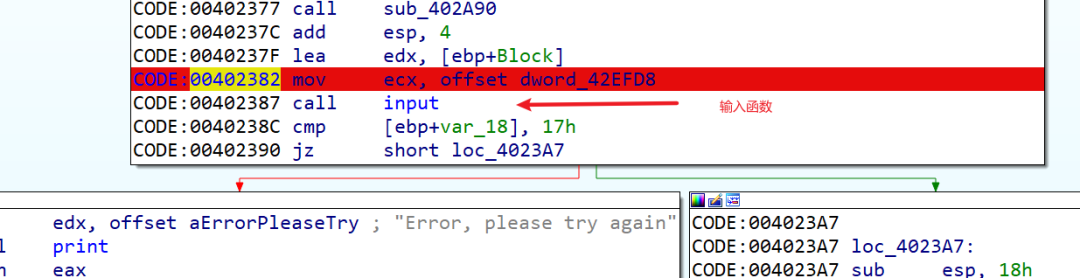 CODE:00402377 call sub_402A90
CODE:0040237C add esp, 4
CODE:0040237F lea edx, [ebp+Block]
CODE:00402382 mov ecx, offset dword_42EFD8
CODE:00402387 call input
输入函数
CODE:0040238C cmp [ebp+var_18], 17h
CODE:00402390 jz short loc_4023A7
edx, offset aErrorPleaseTry ; "Error, please try again"
print
eax
CODE:004023A7
CODE:004023A7 loc_4023A7:
CODE:004023A7 sub esp, 18h